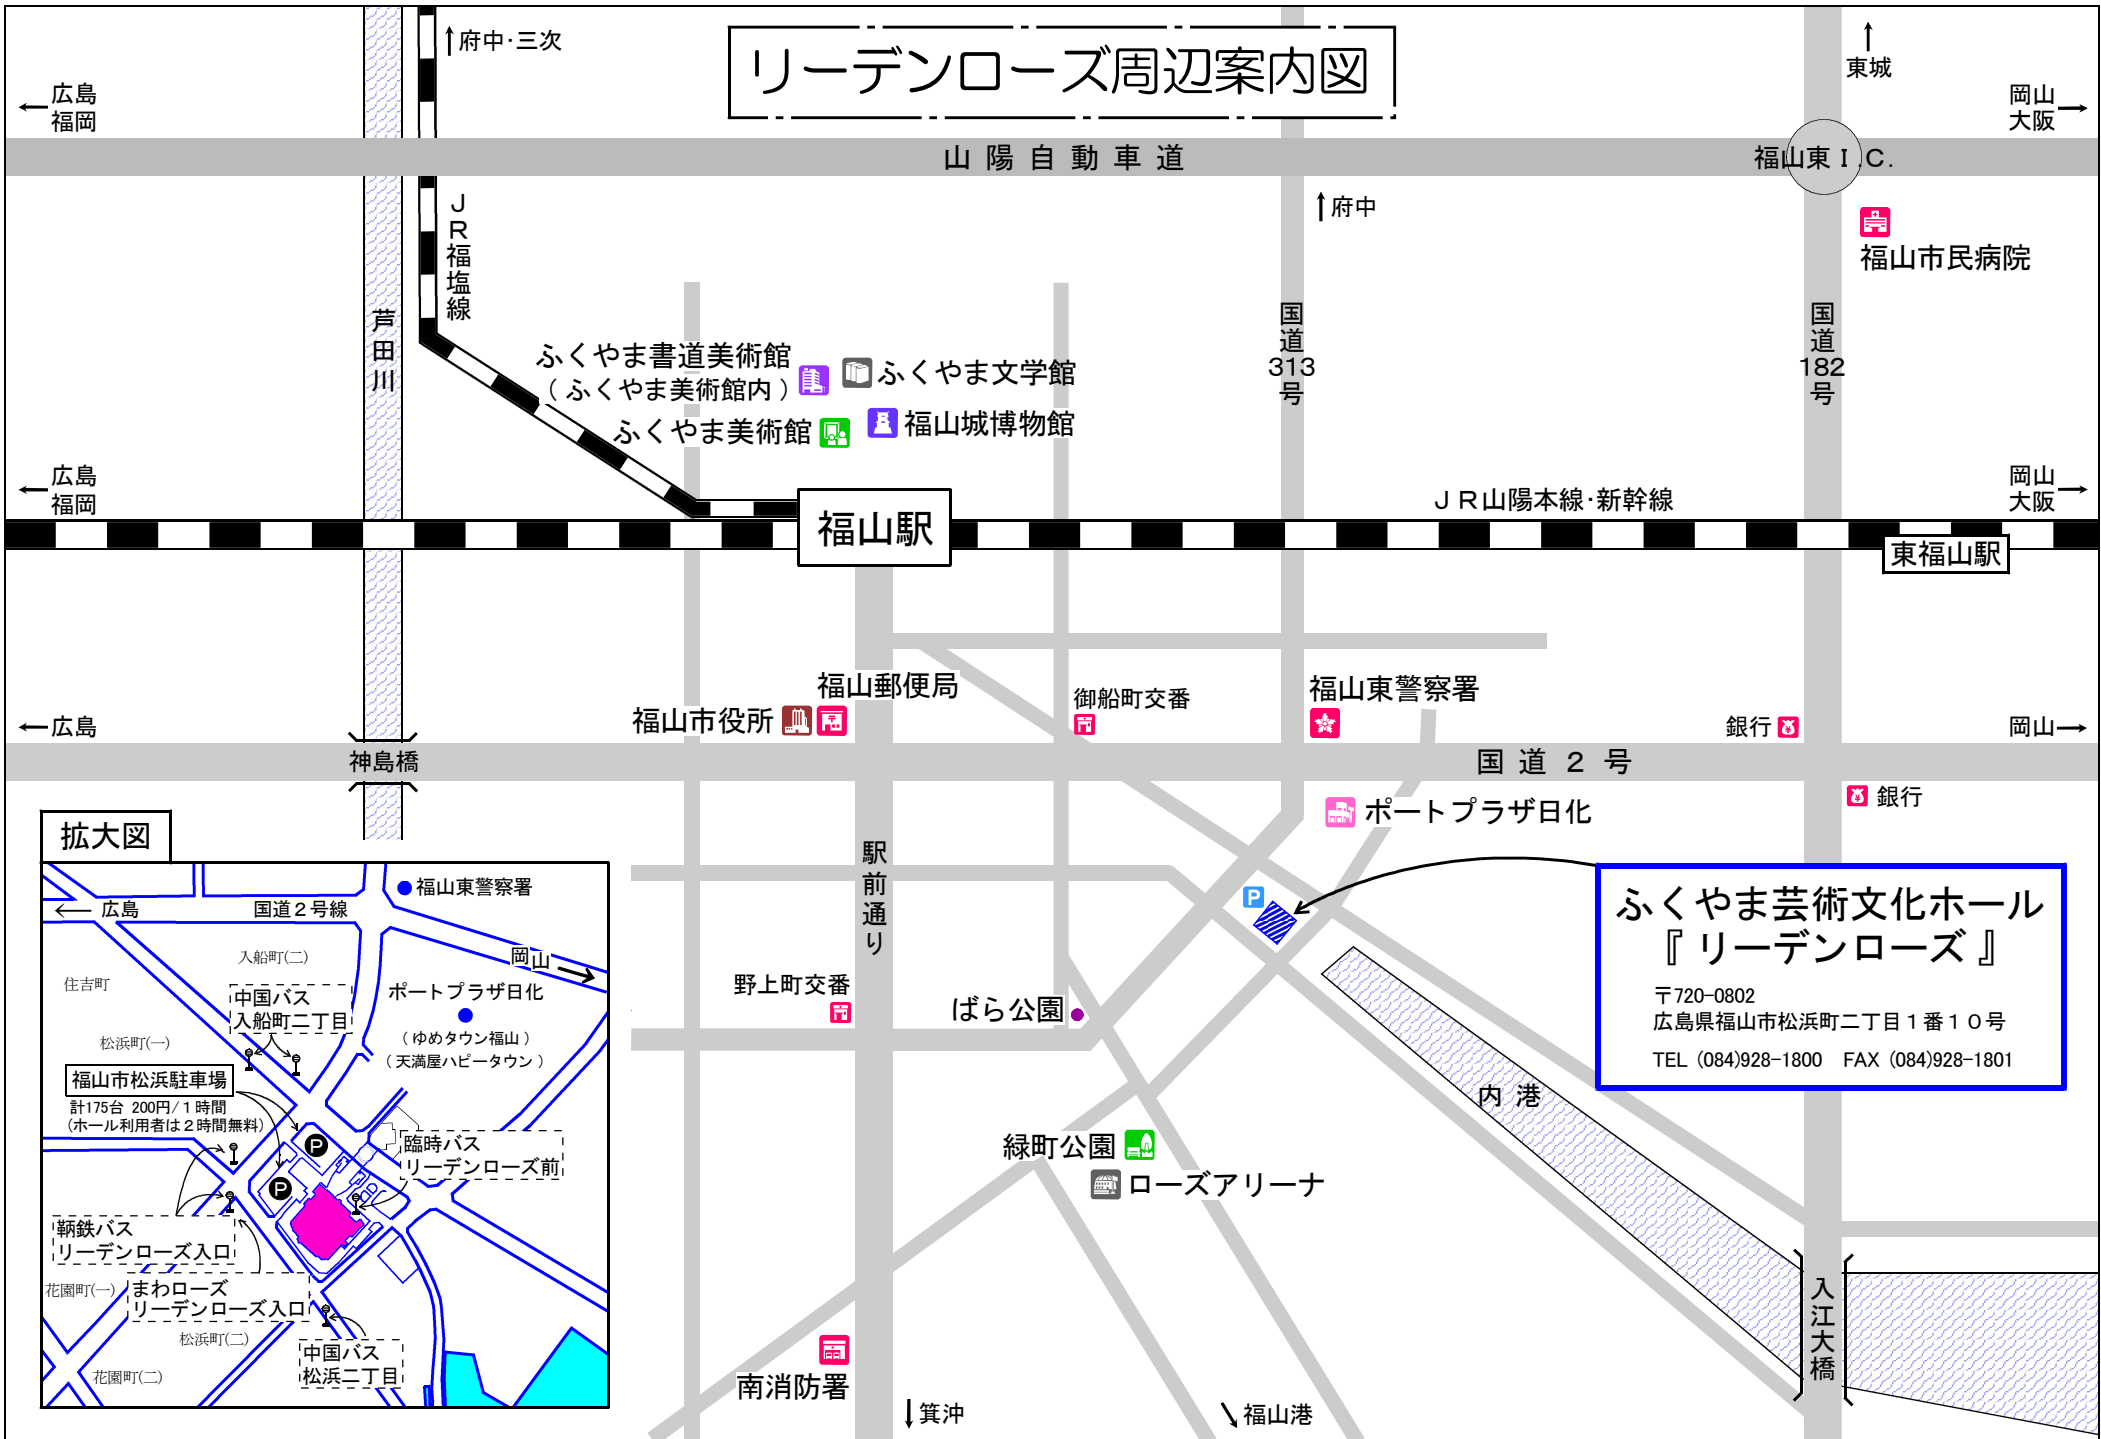 リーデンローズ周辺案内図
↑府中･三次
↑
東城
←広島
福岡
岡山→
大阪
山陽自動車道
福山東I.C.
JR福塩線
↑府中
福山市民病院
芦田川
国道313号
国道182号
ふくやま書道美術館
（ふくやま美術館内）
ふくやま文学館
ふくやま美術館
福山城博物館
←広島
福岡
岡山→
大阪
JR山陽本線･新幹線
福山駅
東福山駅
福山郵便局
福山市役所
御船町交番
福山東警察署
銀行
←広島
岡山→
神島橋
国道2号
銀行
ポートプラザ日化
駅前通り
P
ふくやま芸術文化ホール
『リーデンローズ』
〒720-0802
広島県福山市松浜町二丁目1番10号
TEL (084)928-1800 FAX (084)928-1801
野上町交番
ばら公園
内港
緑町公園
ローズアリーナ
入江大橋
南消防署
↓箕沖
↘福山港
拡大図
福山東警察署
←広島
国道2号線
岡山→
入船町(二)
住吉町
中国バス
入船町二丁目
ポートプラザ日化
（ゆめタウン福山）
（天満屋ハピータウン）
松浜町(一)
福山市松浜駐車場
計175台 200円/1時間
(ホール利用者は2時間無料)
P
臨時バス
リーデンローズ前
P
鞆鉄バス
リーデンローズ入口
花園町(一)
まわローズ
リーデンローズ入口
松浜町(二)
中国バス
松浜二丁目
花園町(二)